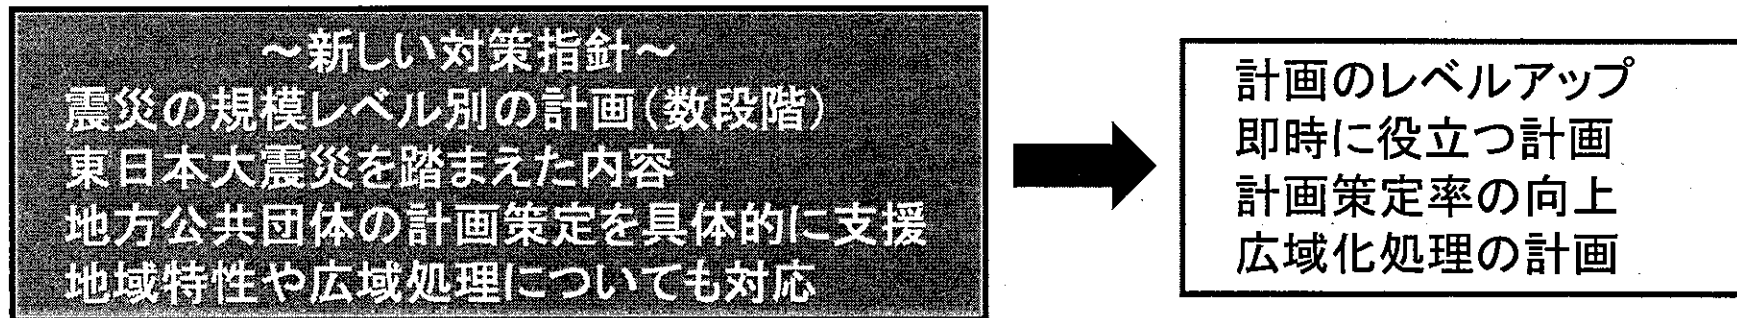 ～新しい対策指針～
震災の規模レベル別の計画（数段階）
東日本大震災を踏まえた内容
地方公共団体の計画策定を具体的に支援
地域特性や広域処理についても対応
計画のレベルアップ
即時に役立つ計画
計画策定率の向上
広域化処理の計画